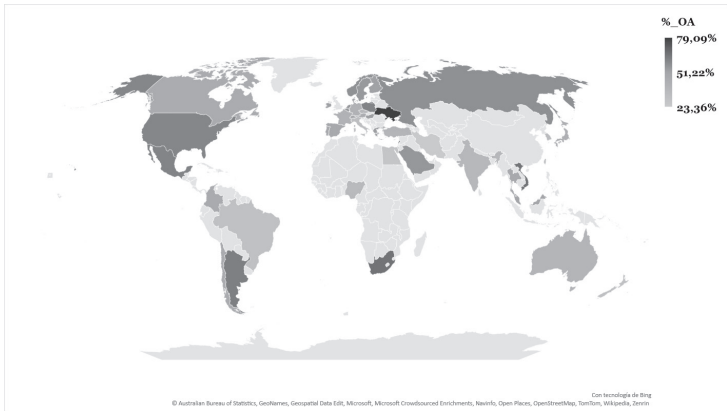 %_OA
79,09%
51,22%
23,36%
Con tecnología de Bing
© Australian Bureau of Statistics, GeoNames, Geospatial Data Edit, Microsoft, Microsoft Crowdsourced Enrichments, Navinfo, Open Places, OpenStreetMap, TomTom, Wikipedia, Zenrin